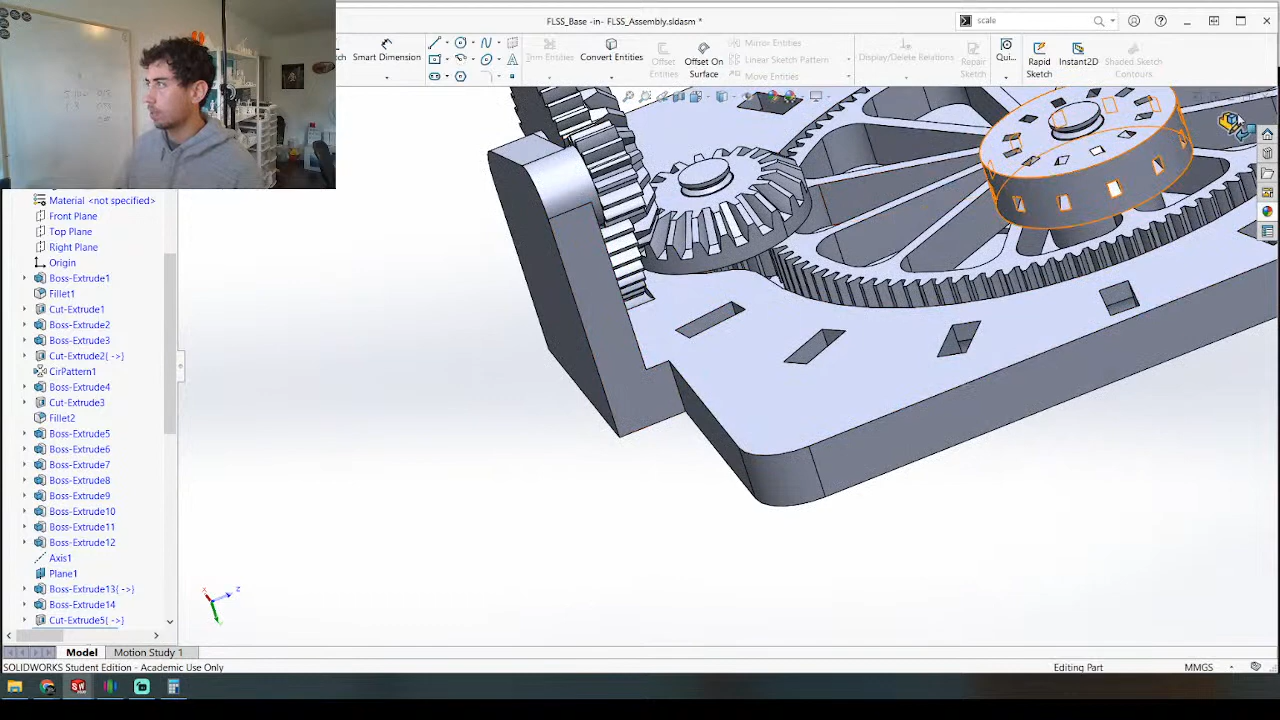 FLSS_Base -in- FLSS_Assembly.sldasm *
scale
Smart Dimension
Trim Entities
Convert Entities
Offset Entities
Offset On Surface
Mirror Entities
Linear Sketch Pattern
Move Entities
Display/Delete Relations
Repair Sketch
Qui...
Rapid Sketch
Instant2D
Shaded Sketch Contours
Material <not specified>
Front Plane
Top Plane
Right Plane
Origin
Boss-Extrude1
Fillet1
Cut-Extrude1
Boss-Extrude2
Boss-Extrude3
Cut-Extrude2{ ->}
CirPattern1
Boss-Extrude4
Cut-Extrude3
Fillet2
Boss-Extrude5
Boss-Extrude6
Boss-Extrude7
Boss-Extrude8
Boss-Extrude9
Boss-Extrude10
Boss-Extrude11
Boss-Extrude12
Axis1
Plane1
Boss-Extrude13{ ->}
Boss-Extrude14
Cut-Extrude5{ ->}
x
z
Model
Motion Study 1
SOLIDWORKS Student Edition - Academic Use Only
Editing Part
MMGS